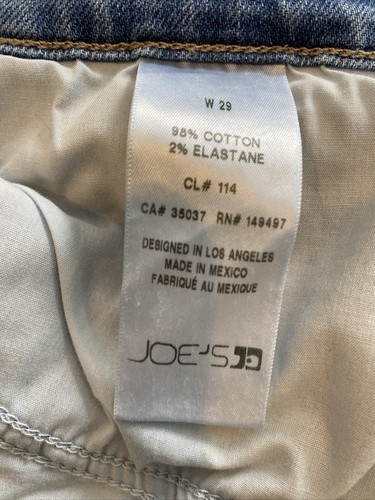 W 29
98% COTTON
2% ELASTANE
CL# 114
CA# 35037 RN# 149497
DESIGNED IN LOS ANGELES
MADE IN MEXICO
FABRIQUÉ AU MEXIQUE
JOE'S